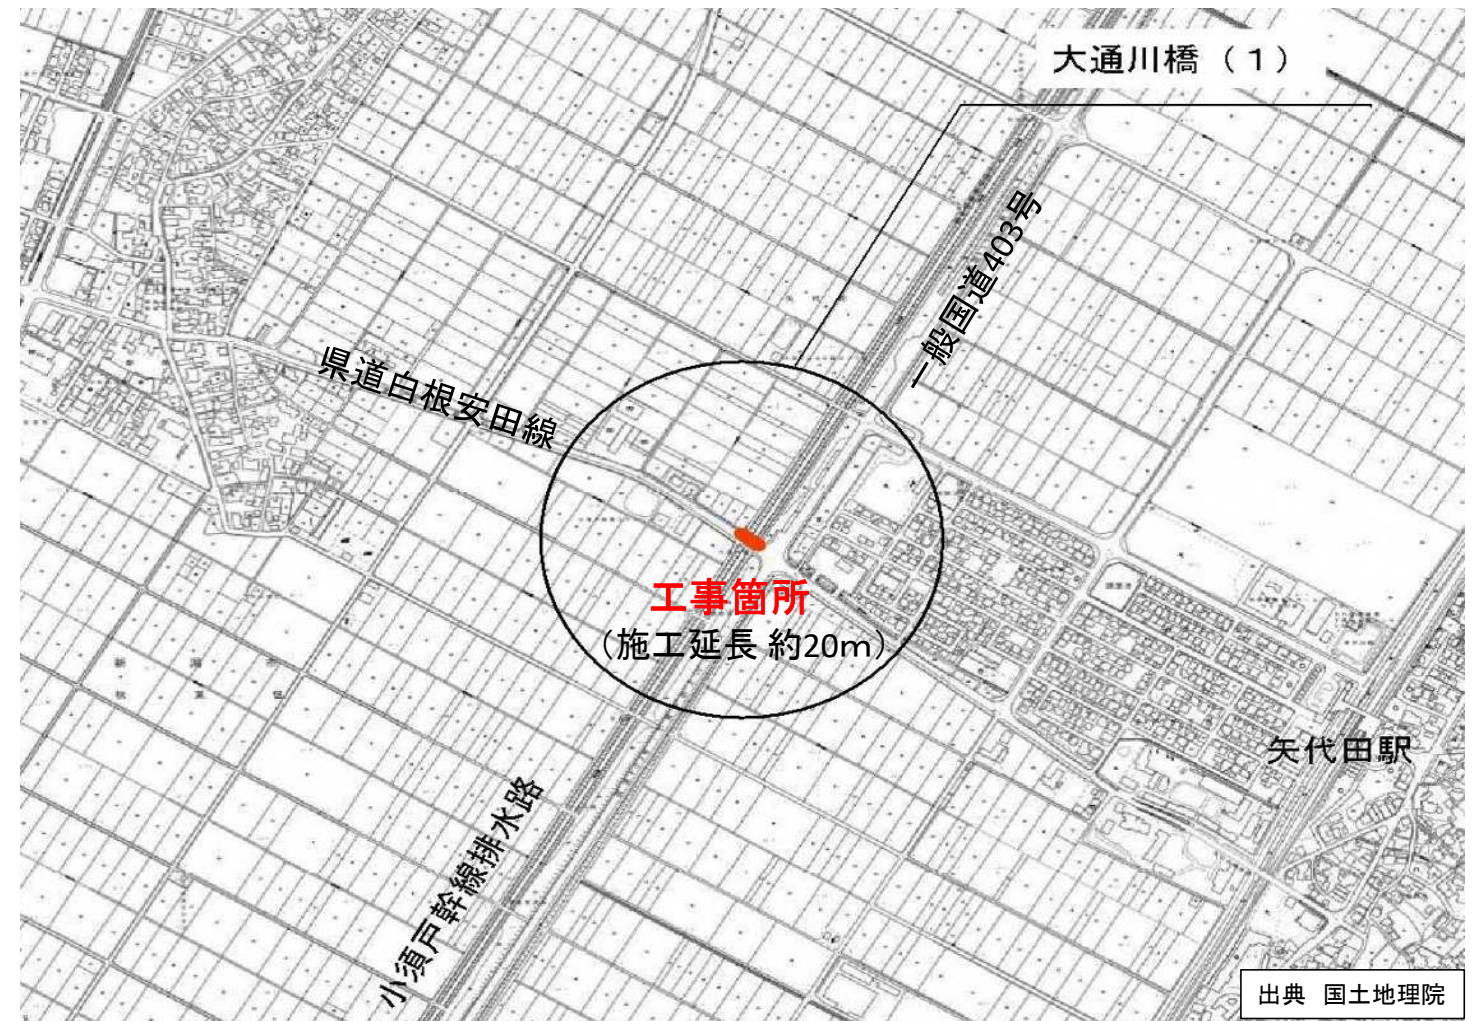 大通川橋（１）
一般国道403号
県道白根安田線
工事箇所
（施工延長 約20ｍ）
矢代田駅
小須戸幹線排水路
出典 国土地理院